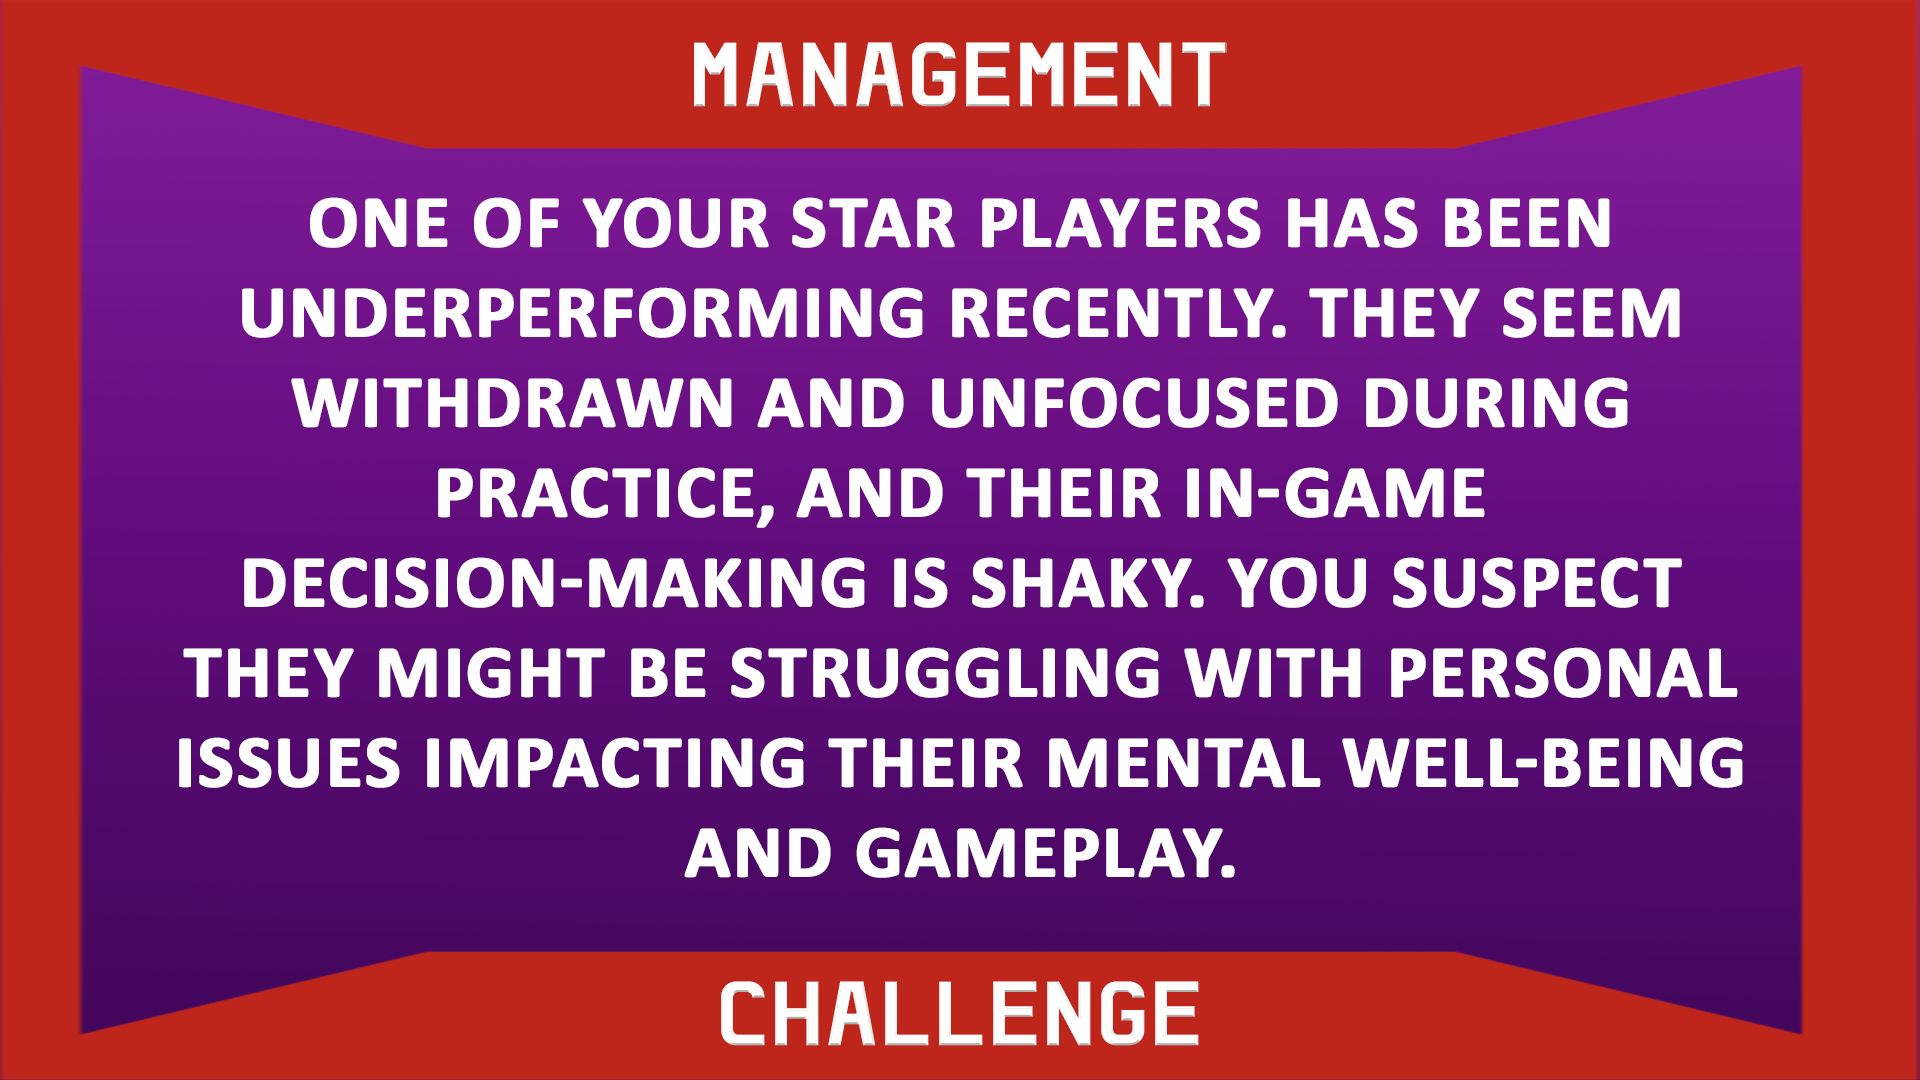 MANAGEMENT
ONE OF YOUR STAR PLAYERS HAS BEEN
UNDERPERFORMING RECENTLY. THEY SEEM
WITHDRAWN AND UNFOCUSED DURING
PRACTICE, AND THEIR IN-GAME
DECISION-MAKING IS SHAKY. YOU SUSPECT
THEY MIGHT BE STRUGGLING WITH PERSONAL
ISSUES IMPACTING THEIR MENTAL WELL-BEING
AND GAMEPLAY.
CHALLENGE